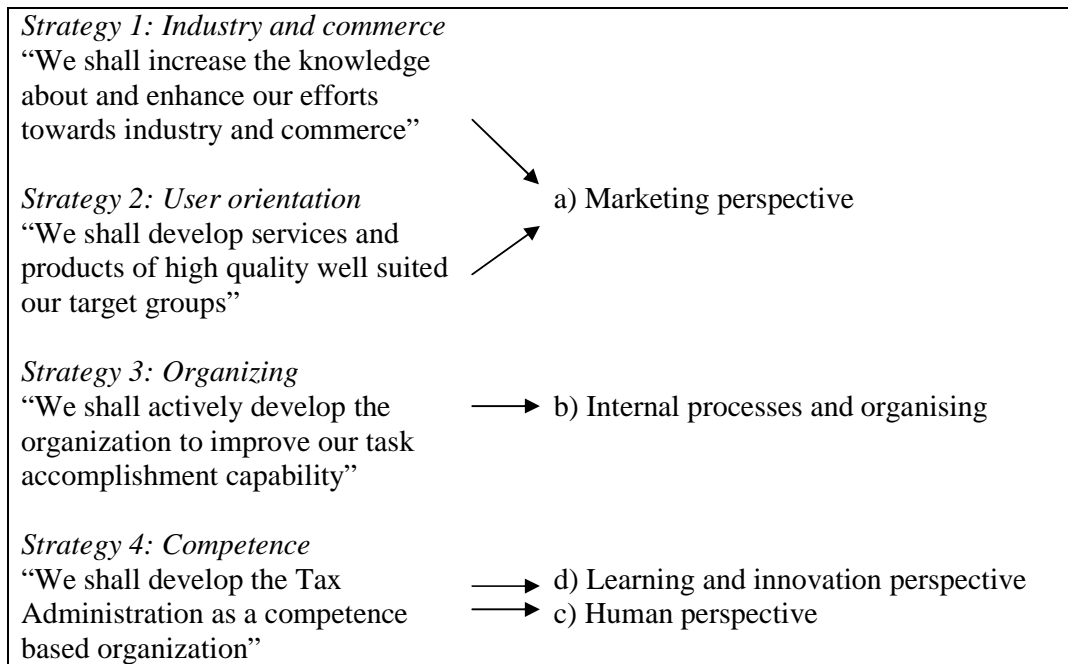 Strategy 1: Industry and commerce
“We shall increase the knowledge
about and enhance our efforts
towards industry and commerce”
Strategy 2: User orientation
a) Marketing perspective
“We shall develop services and
products of high quality well suited
our target groups”
Strategy 3: Organizing
“We shall actively develop the
b) Internal processes and organising
organization to improve our task
accomplishment capability”
Strategy 4: Competence
“We shall develop the Tax
d) Learning and innovation perspective
Administration as a competence
c) Human perspective
based organization”